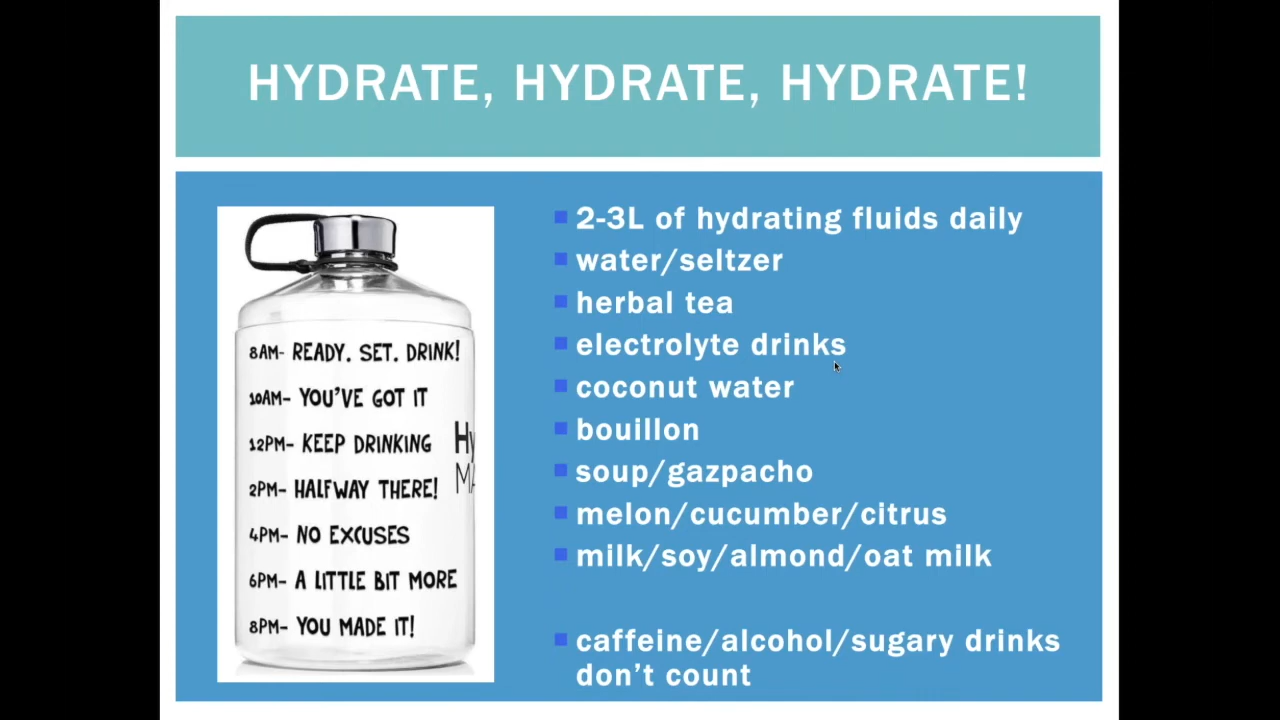 HYDRATE, HYDRATE, HYDRATE!
8AM- READY. SET. DRINK!
10AM- YOU'VE GOT IT
12PM- KEEP DRINKING
Hy
MA
2PM- HALFWAY THERE!
4PM- NO EXCUSES
6PM- A LITTLE BIT MORE
8PM- YOU MADE IT!
2-3L of hydrating fluids daily
water/seltzer
herbal tea
electrolyte drinks
coconut water
bouillon
soup/gazpacho
melon/cucumber/citrus
milk/soy/almond/oat milk
caffeine/alcohol/sugary drinks
don't count